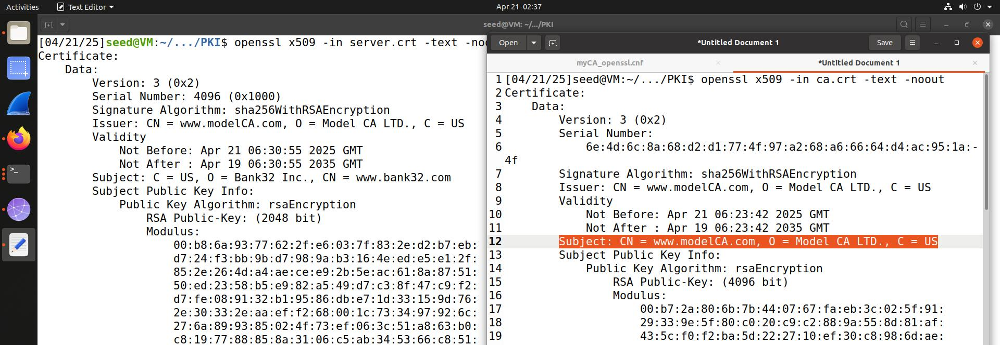 Activities
Text Editor
Apr 21 02:37
seed@VM: ~/.../PKI
[04/21/25]seed@VM:~/.../PKI$ openssl x509 -in server.crt -text -noo
Certificate:
    Data:
        Version: 3 (0x2)
        Serial Number: 4096 (0x1000)
        Signature Algorithm: sha256WithRSAEncryption
        Issuer: CN = www.modelCA.com, O = Model CA LTD., C = US
        Validity
            Not Before: Apr 21 06:30:55 2025 GMT
            Not After : Apr 19 06:30:55 2035 GMT
        Subject: C = US, O = Bank32 Inc., CN = www.bank32.com
        Subject Public Key Info:
            Public Key Algorithm: rsaEncryption
                RSA Public-Key: (2048 bit)
                Modulus:
                    00:b8:6a:93:77:62:2f:e6:03:7f:83:2e:d2:b7:eb:
                    d7:24:f3:bb:9b:d7:98:9a:b3:16:4e:ed:e5:e1:2f:
                    85:2e:26:4d:a4:ae:ce:e9:2b:5e:ac:61:8a:87:51:
                    50:ed:23:58:b5:e9:82:a5:49:d7:c3:8f:47:c9:f2:
                    d7:fe:08:91:32:b1:95:86:db:e7:1d:33:15:9d:76:
                    2e:30:33:2e:aa:ef:f2:68:00:1c:73:34:97:92:6c:
                    27:6a:89:93:85:02:4f:73:ef:06:3c:51:a8:63:b0:
                    c8:19:77:88:85:8a:31:06:c5:ab:34:53:66:c8:51:
Open
*Untitled Document 1
Save
myCA_openssl.cnf
*Untitled Document 1
1 [04/21/25]seed@VM:~/.../PKI$ openssl x509 -in ca.crt -text -noout
2 Certificate:
3     Data:
4         Version: 3 (0x2)
5         Serial Number:
6             6e:4d:6c:8a:68:d2:d1:77:4f:97:a2:68:a6:66:64:d4:ac:95:1a:-
4f
7         Signature Algorithm: sha256WithRSAEncryption
8         Issuer: CN = www.modelCA.com, O = Model CA LTD., C = US
9         Validity
10             Not Before: Apr 21 06:23:42 2025 GMT
11             Not After : Apr 19 06:23:42 2035 GMT
12         Subject: CN = www.modelCA.com, O = Model CA LTD., C = US
13         Subject Public Key Info:
14             Public Key Algorithm: rsaEncryption
15                 RSA Public-Key: (4096 bit)
16                 Modulus:
17                     00:b7:2a:80:6b:7b:44:07:67:fa:eb:3c:02:5f:91:
18                     29:33:9e:5f:80:c0:20:c9:c2:88:9a:55:8d:81:af:
19                     43:5c:f0:f2:ba:5d:22:27:10:ef:30:c8:98:6d:ae: